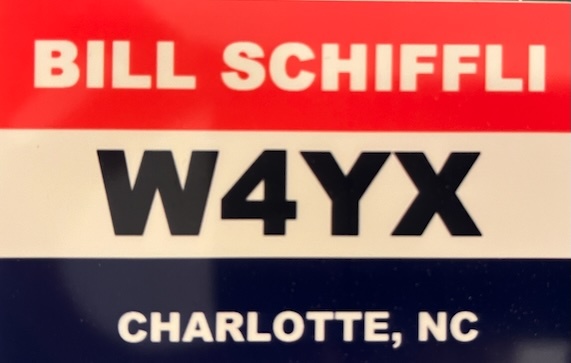 BILL SCHIFFLI
W4YX
CHARLOTTE, NC